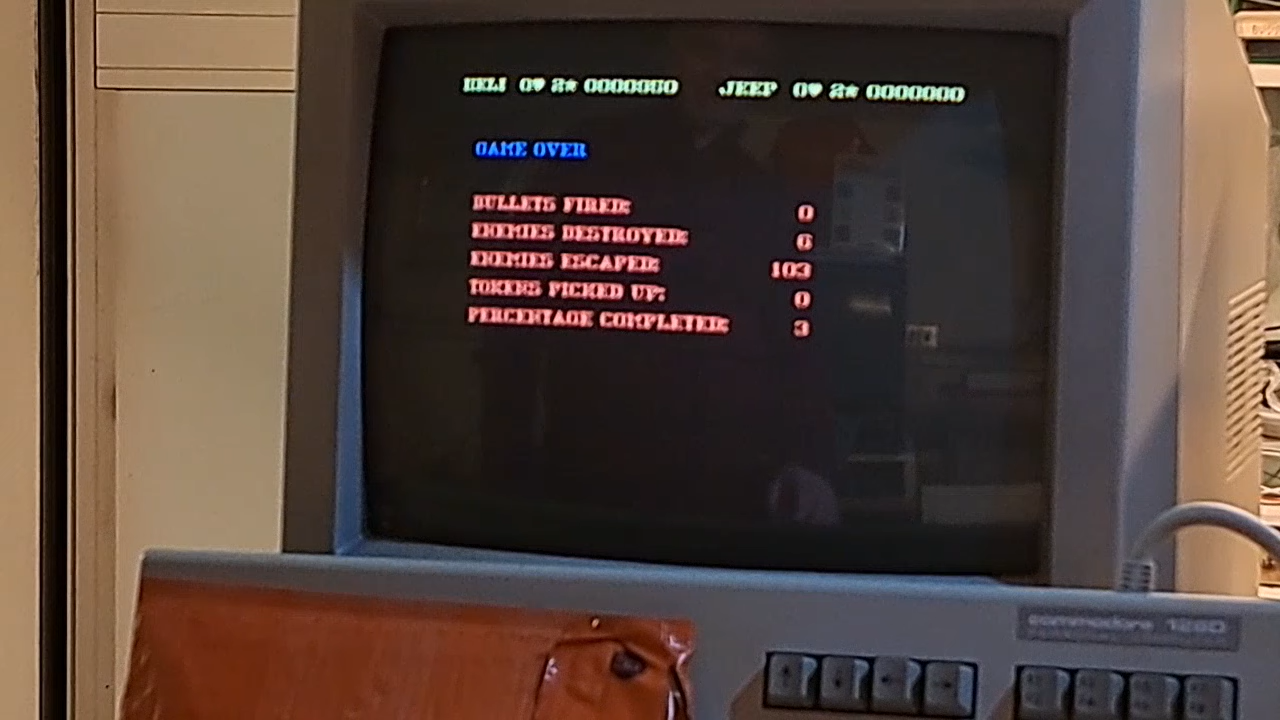 HELI 0♥ 2★ 0000000 JEEP 0♥ 2★ 0000000
GAME OVER
BULLETS FIRED: 0
ENEMIES DESTROYED: 6
ENEMIES ESCAPED: 103
TOKENS PICKED UP: 0
PERCENTAGE COMPLETED: 3
commodore 128D